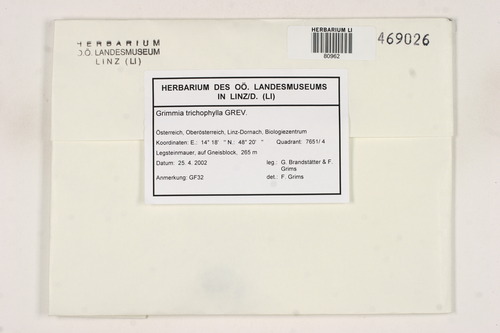 HERBARIUM
O.Ö. LANDESMUSEUM
LINZ (LI)
HERBARIUM LI
80962
469026
HERBARIUM DES OÖ. LANDESMUSEUMS
IN LINZ/D. (LI)
Grimmia trichophylla GREV.
Österreich, Oberösterreich, Linz-Dornach, Biologiezentrum
Koordinaten: E.: 14° 18' " N.: 48° 20' " Quadrant: 7651/ 4
Legsteinmauer, auf Gneisblock, 265 m
Datum: 25. 4. 2002 leg.: G. Brandstätter & F.
Grims
Anmerkung: GF32 det.: F. Grims